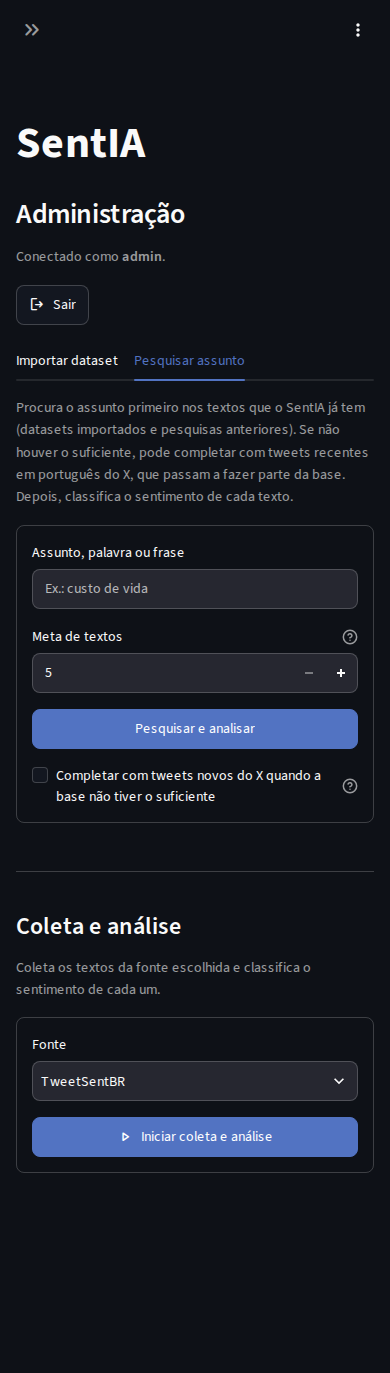 SentIA
Administração
Conectado como admin.
Sair
Importar dataset
Pesquisar assunto
Procura o assunto primeiro nos textos que o SentIA já tem
(datasets importados e pesquisas anteriores). Se não
houver o suficiente, pode completar com tweets recentes
em português do X, que passam a fazer parte da base.
Depois, classifica o sentimento de cada texto.
Assunto, palavra ou frase
Ex.: custo de vida
Meta de textos
5
Pesquisar e analisar
Completar com tweets novos do X quando a
base não tiver o suficiente
Coleta e análise
Coleta os textos da fonte escolhida e classifica o
sentimento de cada um.
Fonte
TweetSentBR
Iniciar coleta e análise